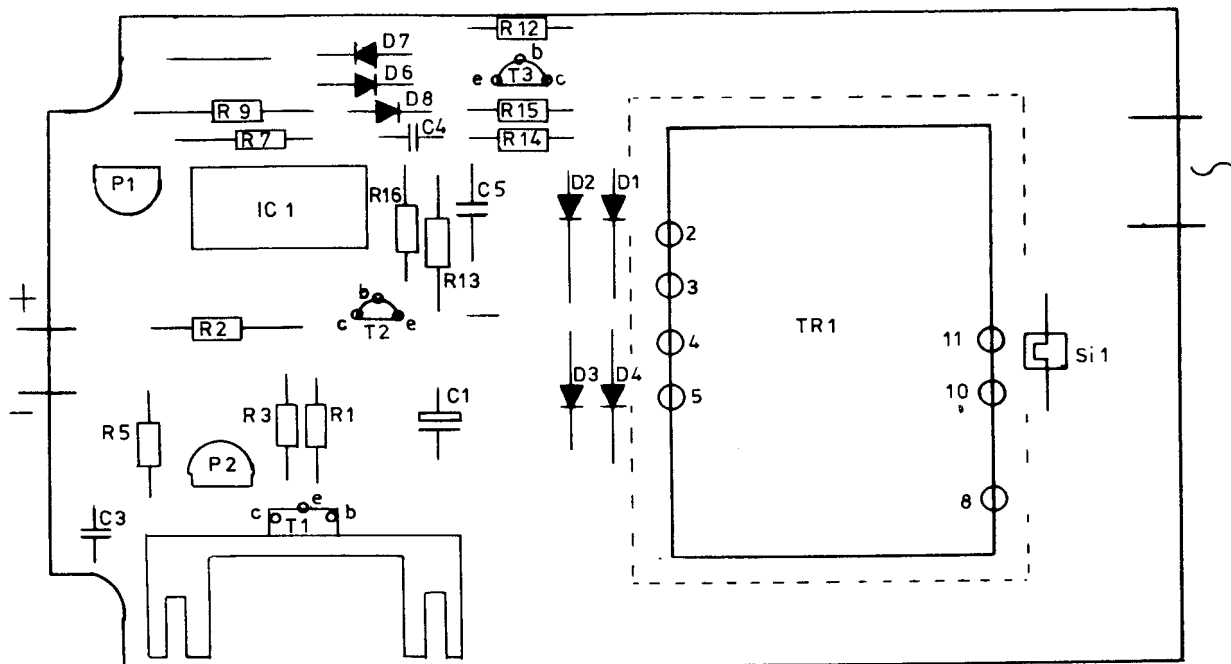 R12
D7
b
e T3 c
D6
D8
R9
R15
C4
R7
R14
P1
IC 1
R16
C5
D2
D1
2
R13
3
b
+
c T2 e
R2
TR1
4
11
Si 1
-
D3
D4
5
10
C1
R3
R1
R5
P2
8
e
c T1 b
C3